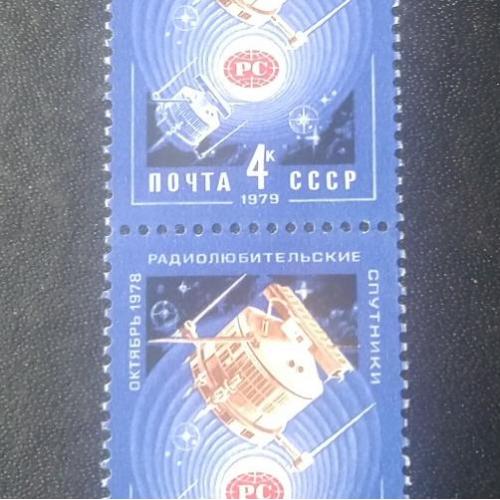 РС
ПОЧТА 4К СССР
1979
РАДИОЛЮБИТЕЛЬСКИЕ
СПУТНИКИ
ОКТЯБРЬ 1978
РС